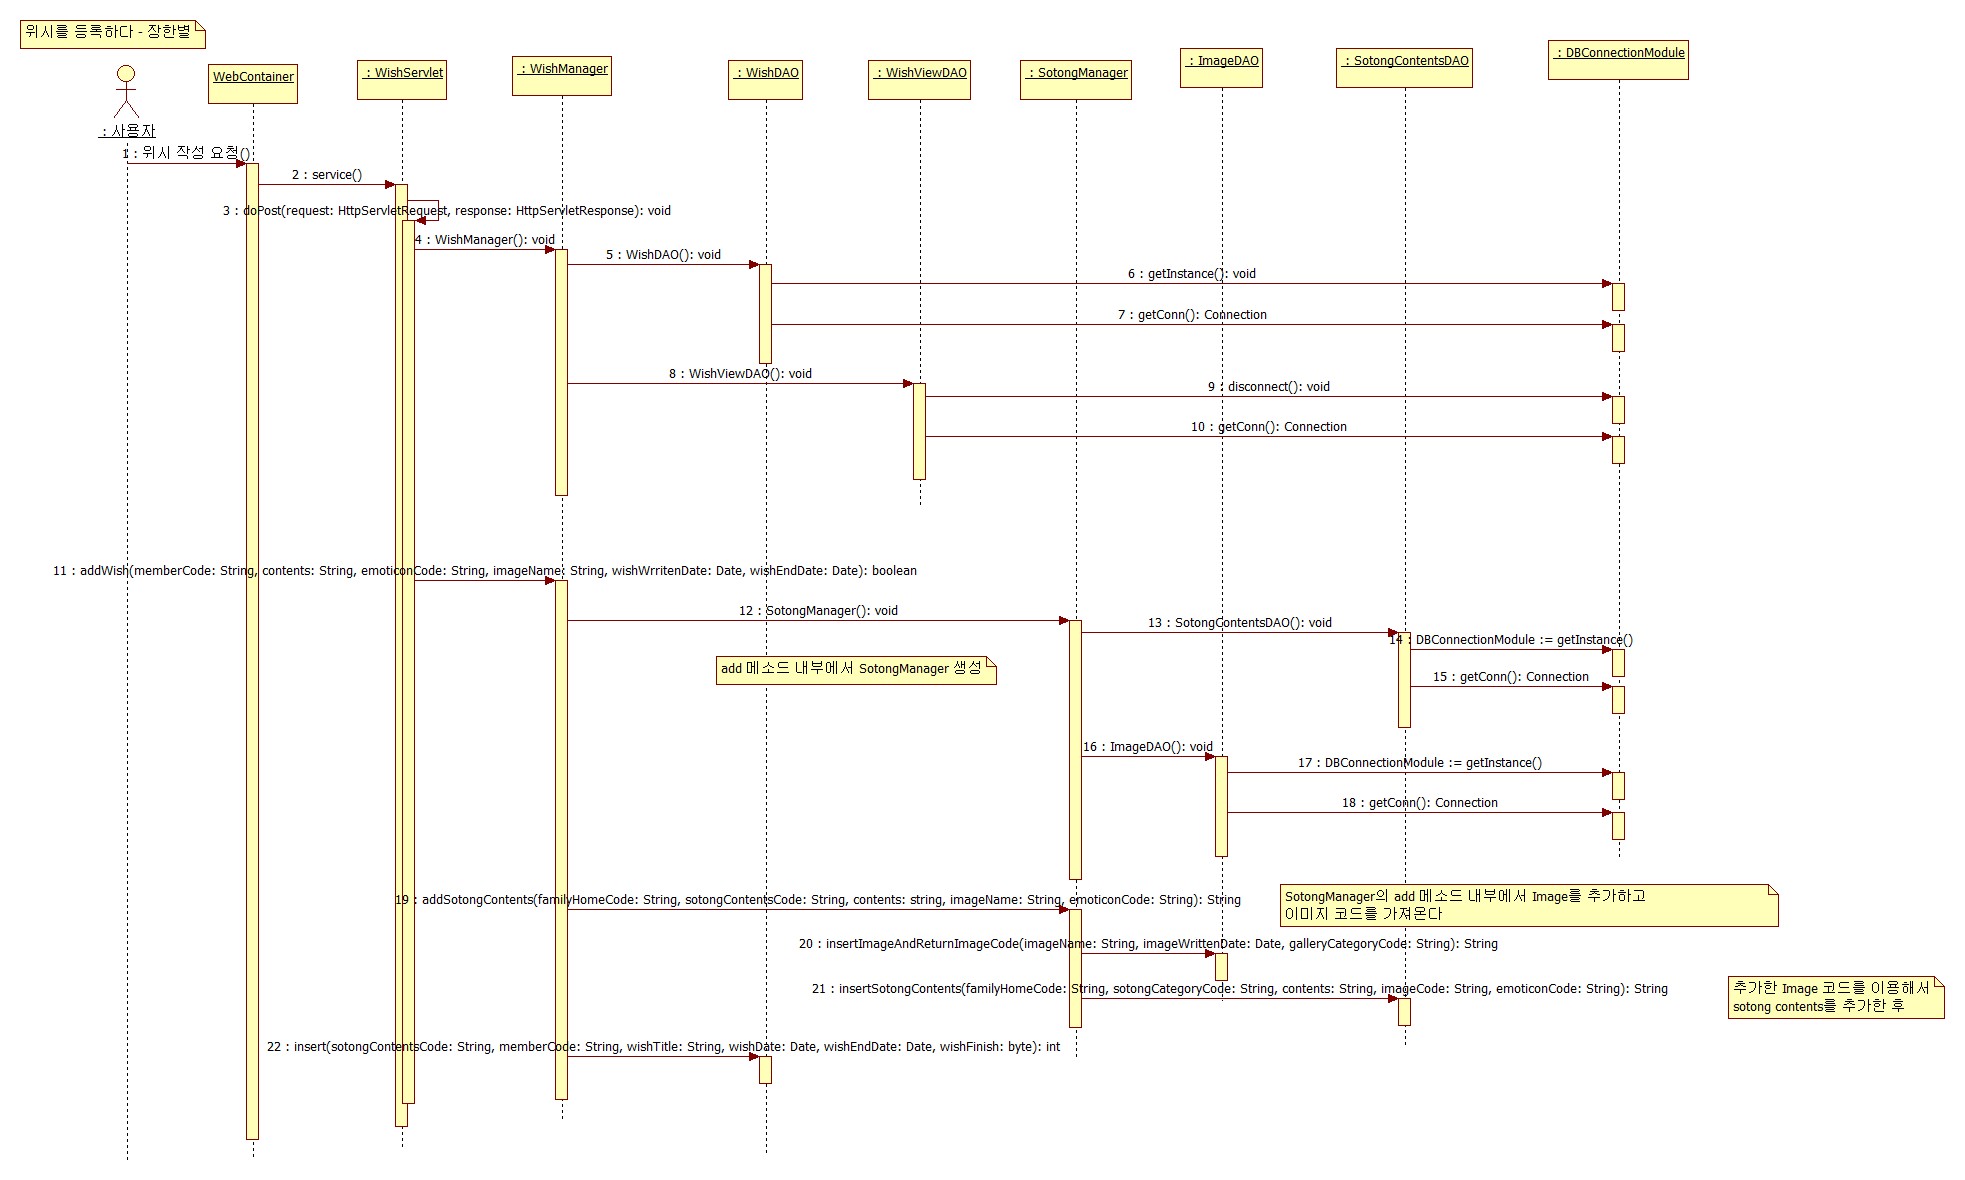 위시를 등록하다 - 장한별
: DBConnectionModule
: ImageDAO
: SotongContentsDAO
: WishManager
WebContainer
: WishServlet
: WishDAO
: WishViewDAO
: SotongManager
: 사용자
1 : 위시 작성 요청()
2 : service()
3 : doPost(request: HttpServletRequest, response: HttpServletResponse): void
4 : WishManager(): void
5 : WishDAO(): void
6 : getInstance(): void
7 : getConn(): Connection
8 : WishViewDAO(): void
9 : disconnect(): void
10 : getConn(): Connection
11 : addWish(memberCode: String, contents: String, emoticonCode: String, imageName: String, wishWrritenDate: Date, wishEndDate: Date): boolean
12 : SotongManager(): void
13 : SotongContentsDAO(): void
14 : DBConnectionModule := getInstance()
add 메소드 내부에서 SotongManager 생성
15 : getConn(): Connection
16 : ImageDAO(): void
17 : DBConnectionModule := getInstance()
18 : getConn(): Connection
19 : addSotongContents(familyHomeCode: String, sotongContentsCode: String, contents: string, imageName: String, emoticonCode: String): String
SotongManager의 add 메소드 내부에서 Image를 추가하고
이미지 코드를 가져온다
20 : insertImageAndReturnImageCode(imageName: String, imageWrittenDate: Date, galleryCategoryCode: String): String
21 : insertSotongContents(familyHomeCode: String, sotongCategoryCode: String, contents: String, imageCode: String, emoticonCode: String): String
추가한 Image 코드를 이용해서
sotong contents를 추가한 후
22 : insert(sotongContentsCode: String, memberCode: String, wishTitle: String, wishDate: Date, wishEndDate: Date, wishFinish: byte): int